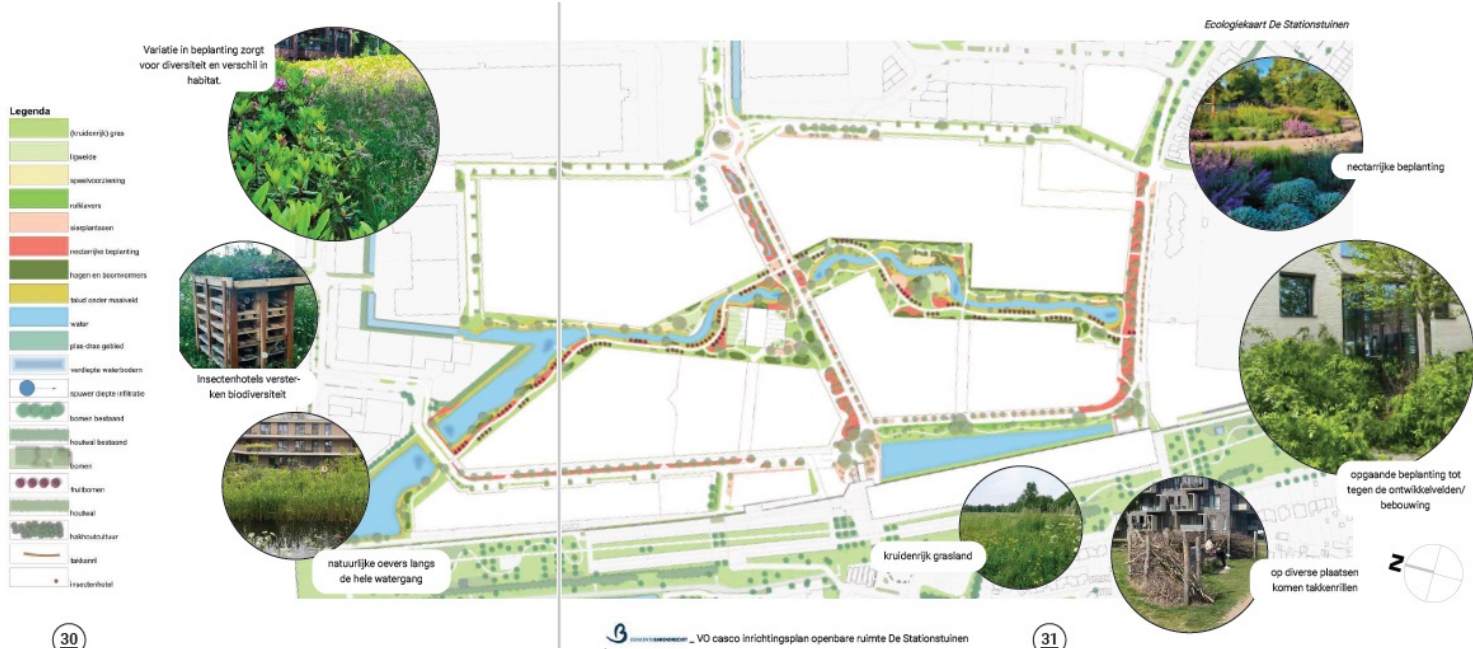 Ecologiekaart De Stationstuinen
Variatie in beplanting zorgt
voor diversiteit en verschil in
habitat.
Legenda
(kruidenrijk) gras
ligweide
speelvoorziening
rolklavers
sierplantsoen
nectarrijke beplanting
hagen en boomvormers
talud onder maaiveld
water
plas-dras gebied
verdiepte waterbodem
spuwer diepte infiltratie
bomen bestaand
houtwal bestaand
bomen
fruitbomen
houtwal
hakhoutcultuur
takkenril
insectenhotel
Insectenhotels verster-
ken biodiversiteit
natuurlijke oevers langs
de hele watergang
kruidenrijk grasland
nectarrijke beplanting
opgaande beplanting tot
tegen de ontwikkelvelden/
bebouwing
op diverse plaatsen
komen takkenrillen
N
30
GEMEENTE BARENDRECHT _ VO casco inrichtingsplan openbare ruimte De Stationstuinen
31